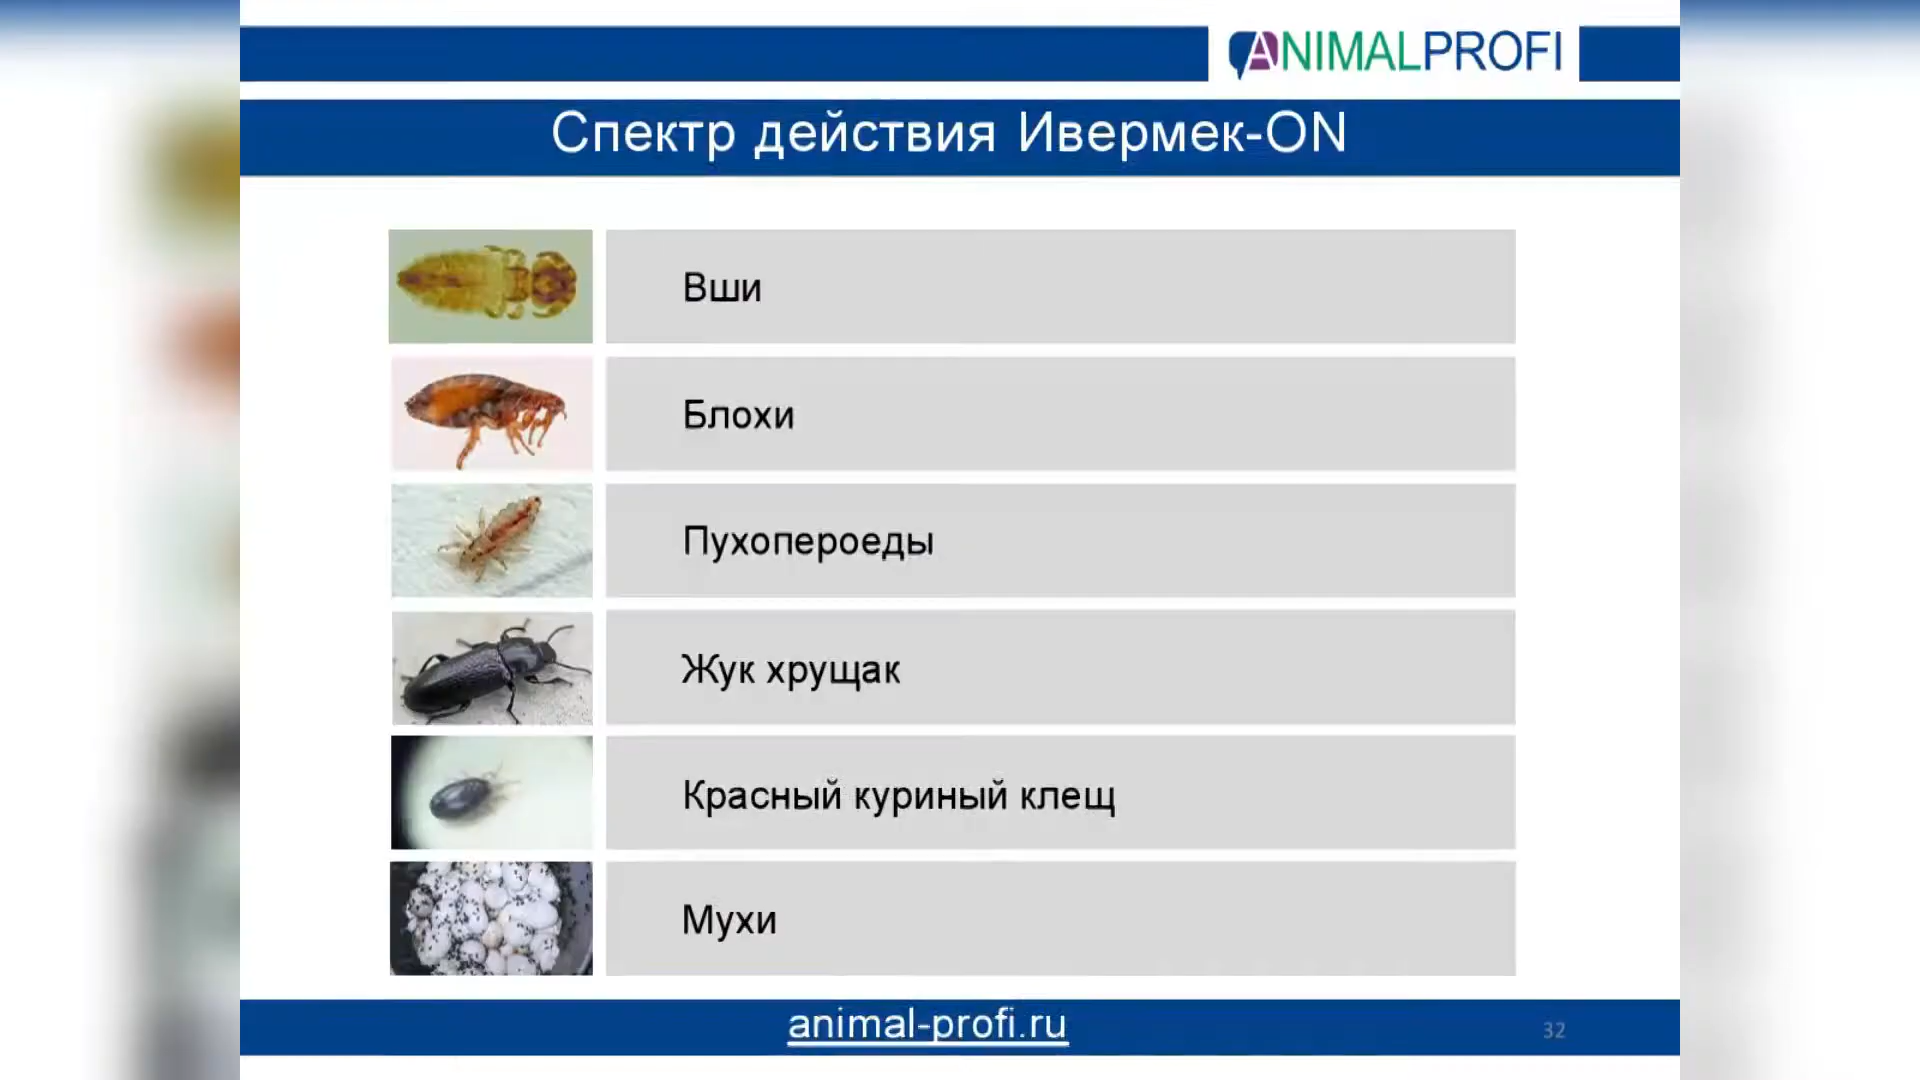 ANIMALPROFI
Спектр действия Ивермек-ON
Вши
Блохи
Пухопероеды
Жук хрущак
Красный куриный клещ
Мухи
animal-profi.ru
32